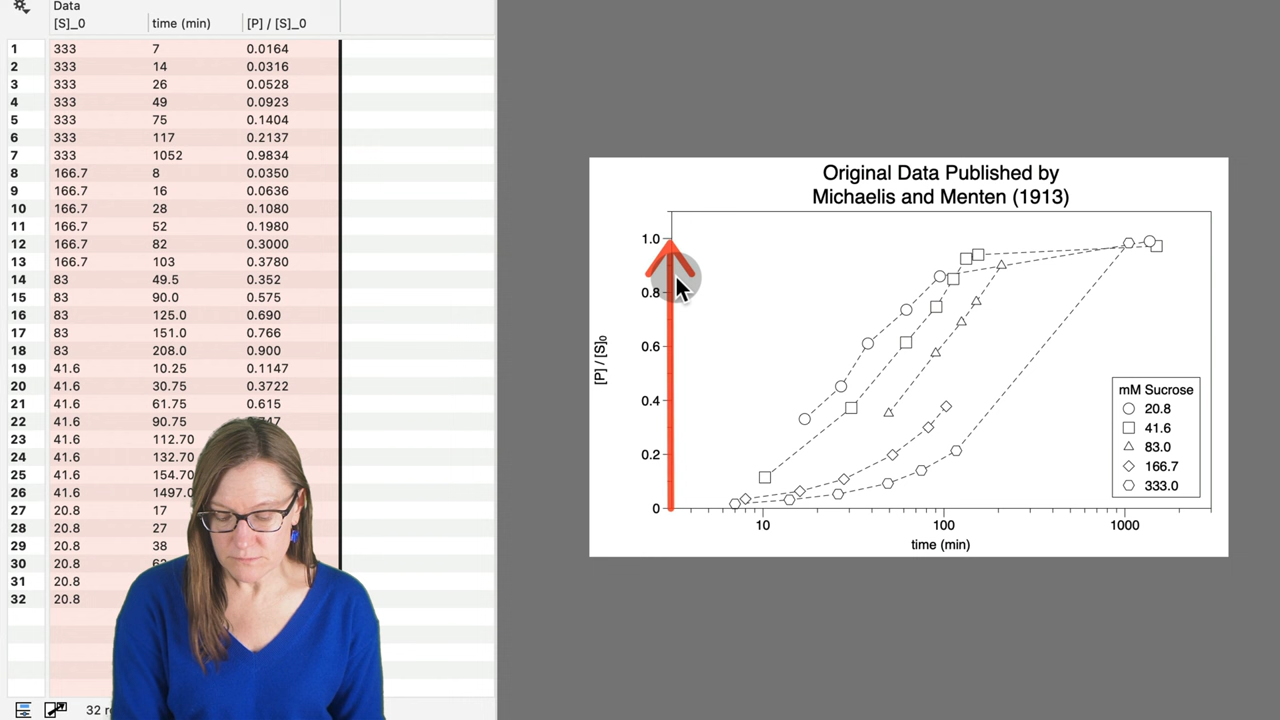 Data
[S]_0 time (min) [P] / [S]_0
1 333 7 0.0164
2 333 14 0.0316
3 333 26 0.0528
4 333 49 0.0923
5 333 75 0.1404
6 333 117 0.2137
7 333 1052 0.9834
8 166.7 8 0.0350
9 166.7 16 0.0636
10 166.7 28 0.1080
11 166.7 52 0.1980
12 166.7 82 0.3000
13 166.7 103 0.3780
14 83 49.5 0.352
15 83 90.0 0.575
16 83 125.0 0.690
17 83 151.0 0.766
18 83 208.0 0.900
19 41.6 10.25 0.1147
20 41.6 30.75 0.3722
21 41.6 61.75 0.615
22 41.6 90.75
23 41.6 112.70
24 41.6 132.70
25 41.6 154.70
26 41.6 1497.0
27 20.8 17
28 20.8 27
29 20.8 38
30 20.8
31 20.8
32 20.8
32
Original Data Published by
Michaelis and Menten (1913)
1.0
0.8
0.6
0.4
0.2
0
[P] / [S]₀
10 100 1000
time (min)
mM Sucrose
20.8
41.6
83.0
166.7
333.0